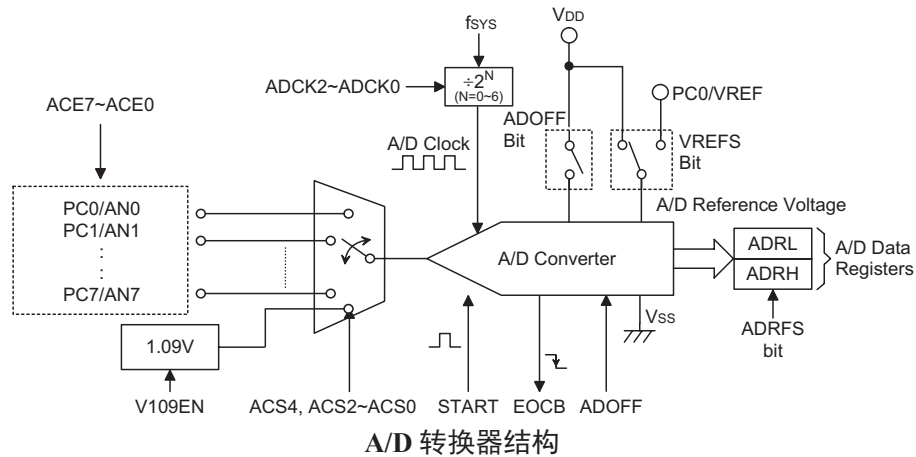 fSYS
VDD
ADCK2~ADCK0
÷2^N
(N=0~6)
PC0/VREF
ACE7~ACE0
ADOFF
Bit
VREFS
Bit
A/D Clock
A/D Reference Voltage
PC0/AN0
PC1/AN1
:
:
PC7/AN7
A/D Converter
ADRL
ADRH
A/D Data
Registers
VSS
ADRFS
bit
1.09V
V109EN
ACS4, ACS2~ACS0
START
EOCB
ADOFF
A/D 转换器结构